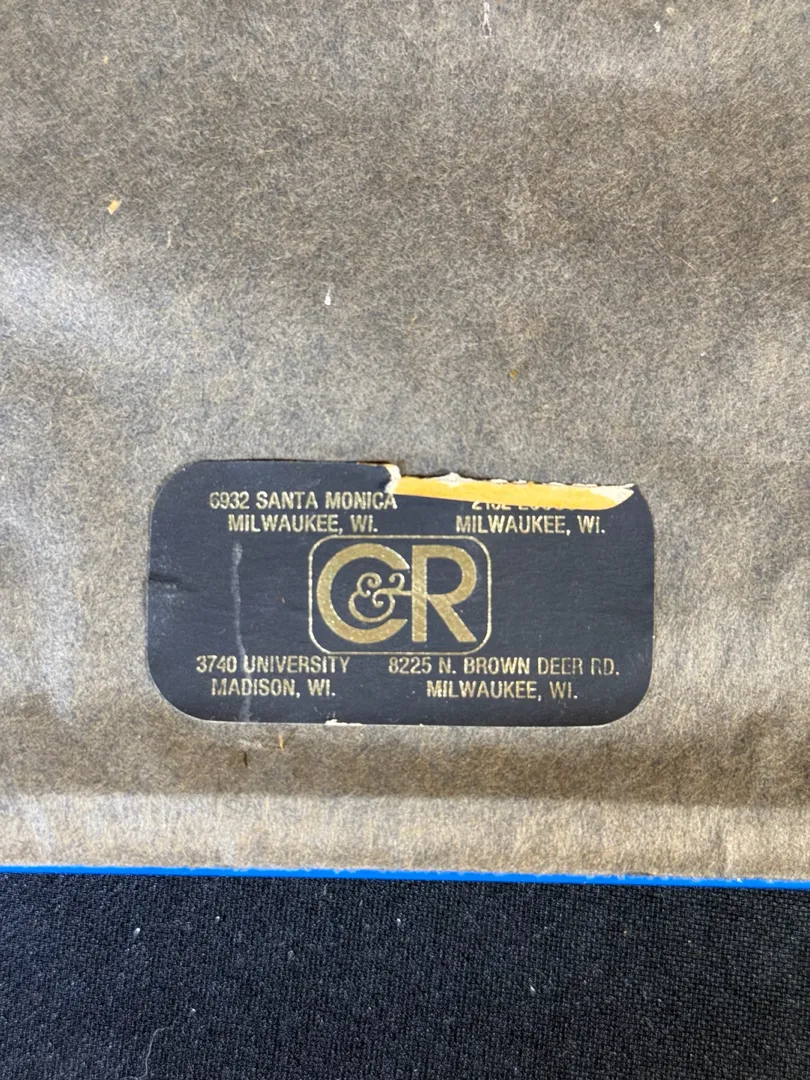 6932 SANTA MONICA
MILWAUKEE, WI.
MILWAUKEE, WI.
C&R
3740 UNIVERSITY
MADISON, WI.
8225 N. BROWN DEER RD.
MILWAUKEE, WI.